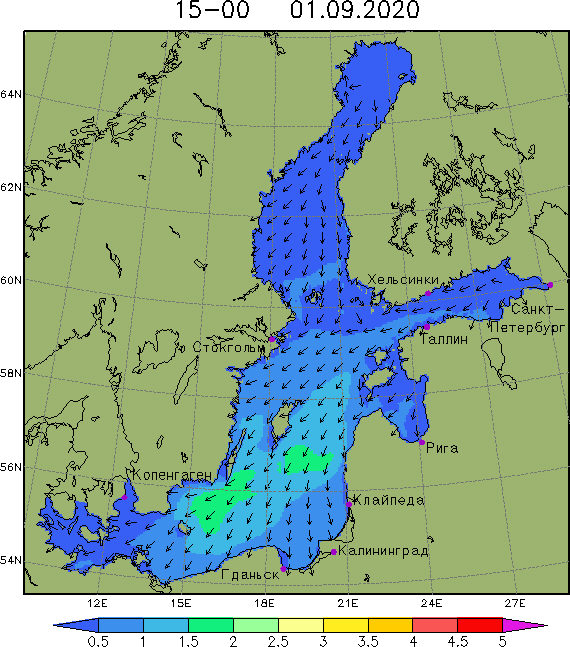 15-00 01.09.2020
64N
62N
60N
Хельсинки
Санкт-
Петербург
Таллин
Стокгольм
58N
Рига
56N
Копенгаген
Клайпеда
Калининград
54N
Гданьск
12E 15E 18E 21E 24E 27E
0.5 1 1.5 2 2.5 3 3.5 4 4.5 5